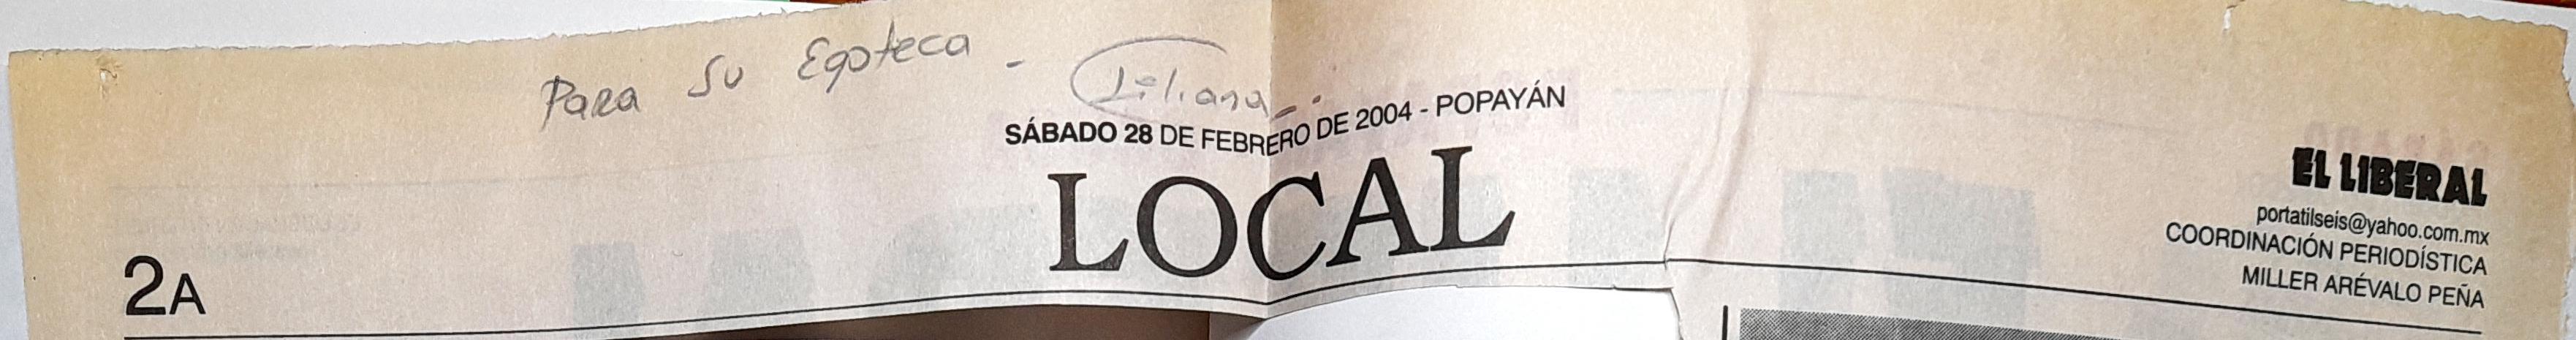 Para su Egoteca - Liliana
SÁBADO 28 DE FEBRERO DE 2004 - POPAYÁN
LOCAL
2A
EL LIBERAL
portatilseis@yahoo.com.mx
COORDINACIÓN PERIODÍSTICA
MILLER ARÉVALO PEÑA